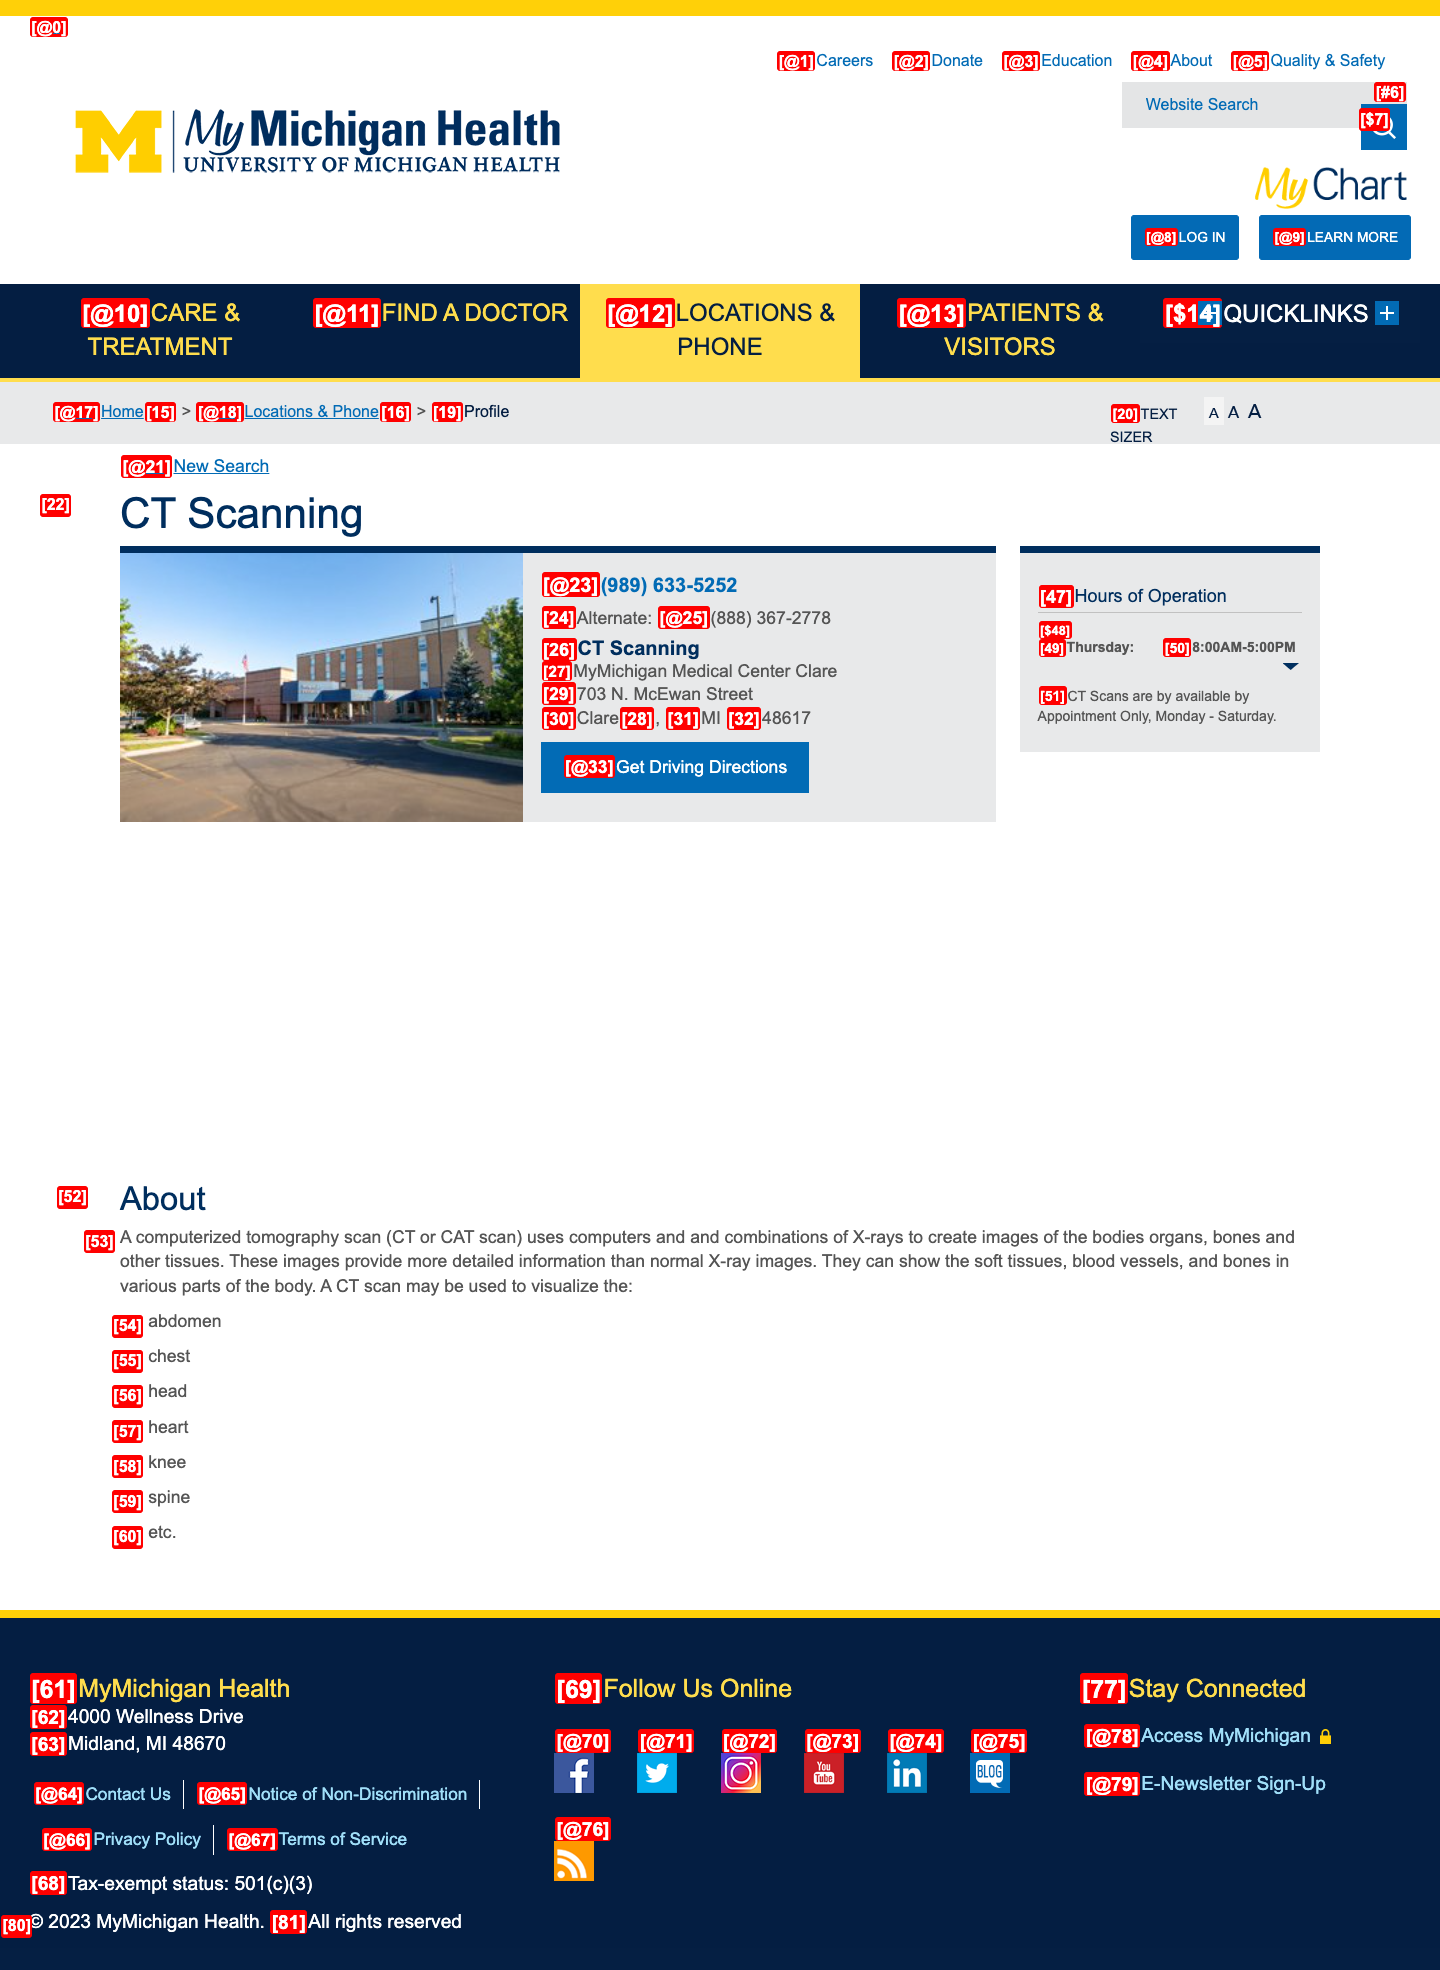 [@0]
[@1]Careers [@2]Donate [@3]Education [@4]About [@5]Quality & Safety
Website Search [#6]
[$7]
M My Michigan Health
UNIVERSITY OF MICHIGAN HEALTH
My Chart
[@8]LOG IN [@9]LEARN MORE
[@10]CARE & TREATMENT
[@11]FIND A DOCTOR
[@12]LOCATIONS & PHONE
[@13]PATIENTS & VISITORS
[$14]QUICKLINKS +
[@17]Home[15] > [@18]Locations & Phone[16] > [19]Profile
[20]TEXT SIZER A A A
[@21]New Search
[22] CT Scanning
[@23](989) 633-5252
[24]Alternate: [@25](888) 367-2778
[26]CT Scanning
[27]MyMichigan Medical Center Clare
[29]703 N. McEwan Street
[30]Clare[28], [31]MI [32]48617
[@33]Get Driving Directions
[47]Hours of Operation
[$48]
[49]Thursday: [50]8:00AM-5:00PM
[51]CT Scans are by available by
Appointment Only, Monday - Saturday.
[52] About
[53] A computerized tomography scan (CT or CAT scan) uses computers and and combinations of X-rays to create images of the bodies organs, bones and
other tissues. These images provide more detailed information than normal X-ray images. They can show the soft tissues, blood vessels, and bones in
various parts of the body. A CT scan may be used to visualize the:
[54] abdomen
[55] chest
[56] head
[57] heart
[58] knee
[59] spine
[60] etc.
[61]MyMichigan Health
[62]4000 Wellness Drive
[63]Midland, MI 48670
[@64]Contact Us [@65]Notice of Non-Discrimination
[@66]Privacy Policy [@67]Terms of Service
[68]Tax-exempt status: 501(c)(3)
[80]© 2023 MyMichigan Health. [81]All rights reserved
[69]Follow Us Online
[@70] [@71] [@72] [@73] [@74] [@75]
f You Tube in BLOG
[@76]
[77]Stay Connected
[@78]Access MyMichigan
[@79]E-Newsletter Sign-Up